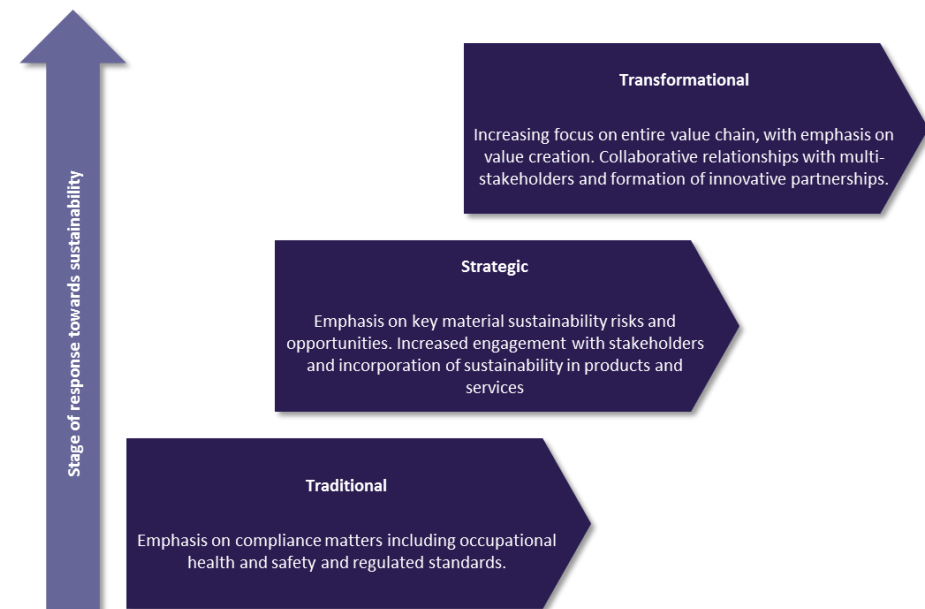 Stage of response towards sustainability
Transformational
Increasing focus on entire value chain, with emphasis on
value creation. Collaborative relationships with multi-
stakeholders and formation of innovative partnerships.
Strategic
Emphasis on key material sustainability risks and
opportunities. Increased engagement with stakeholders
and incorporation of sustainability in products and
services
Traditional
Emphasis on compliance matters including occupational
health and safety and regulated standards.